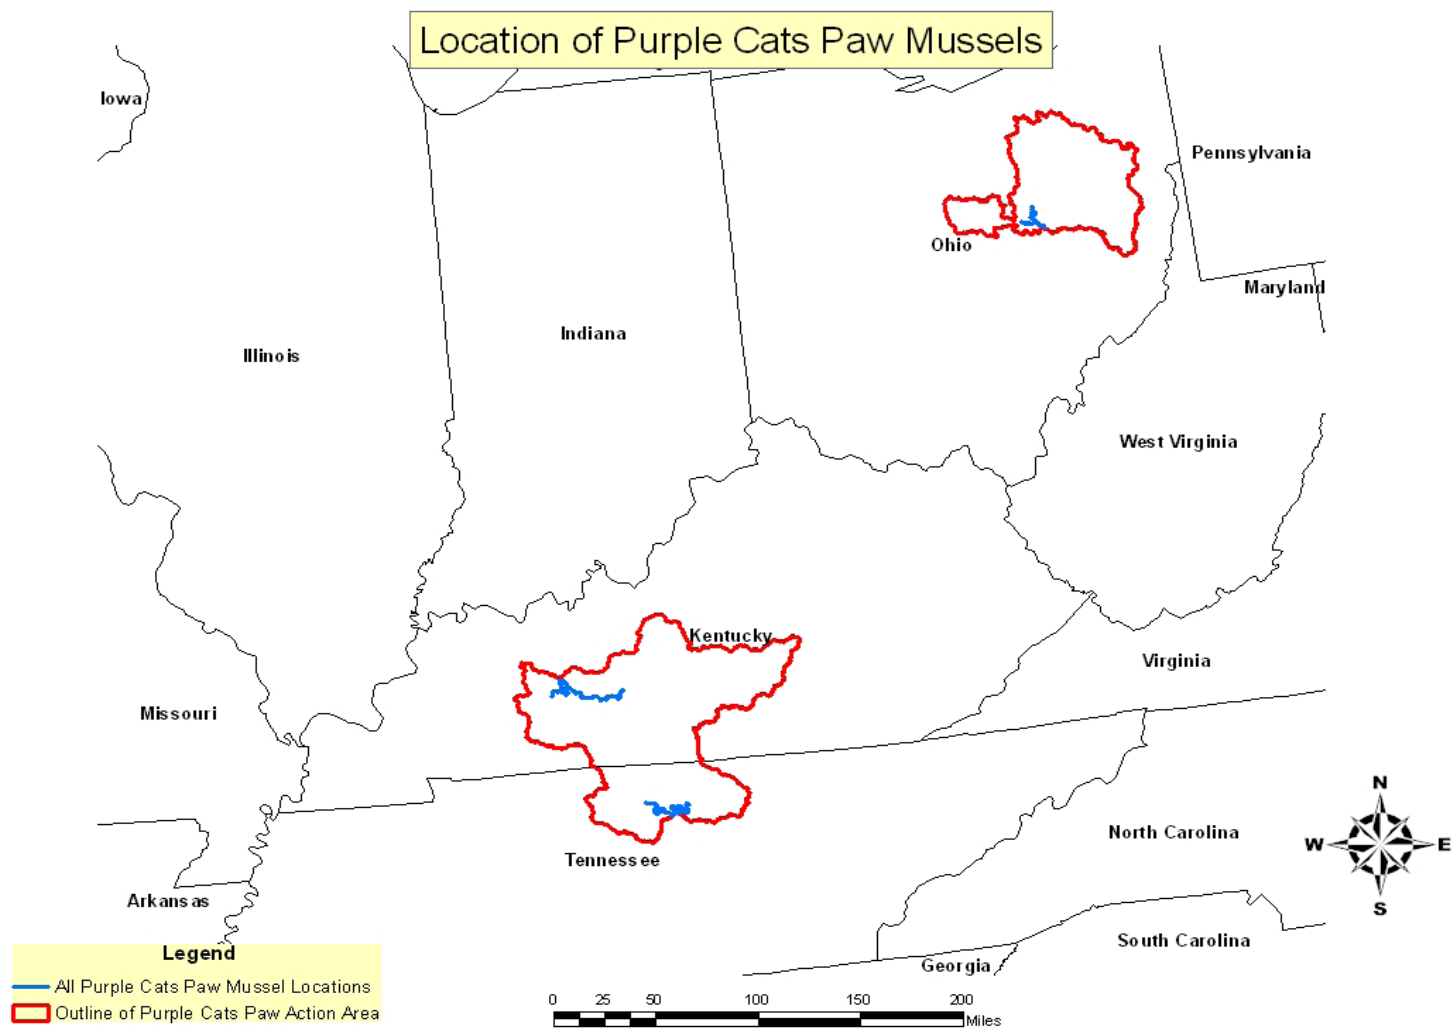 Location of Purple Cats Paw Mussels
Iowa
Pennsylvania
Ohio
Maryland
Indiana
Illinois
West Virginia
Kentucky
Virginia
Missouri
N
North Carolina
W E
Tennessee
Arkansas
S
South Carolina
Legend
Georgia
All Purple Cats Paw Mussel Locations
0 25 50 100 150 200
Outline of Purple Cats Paw Action Area
Miles